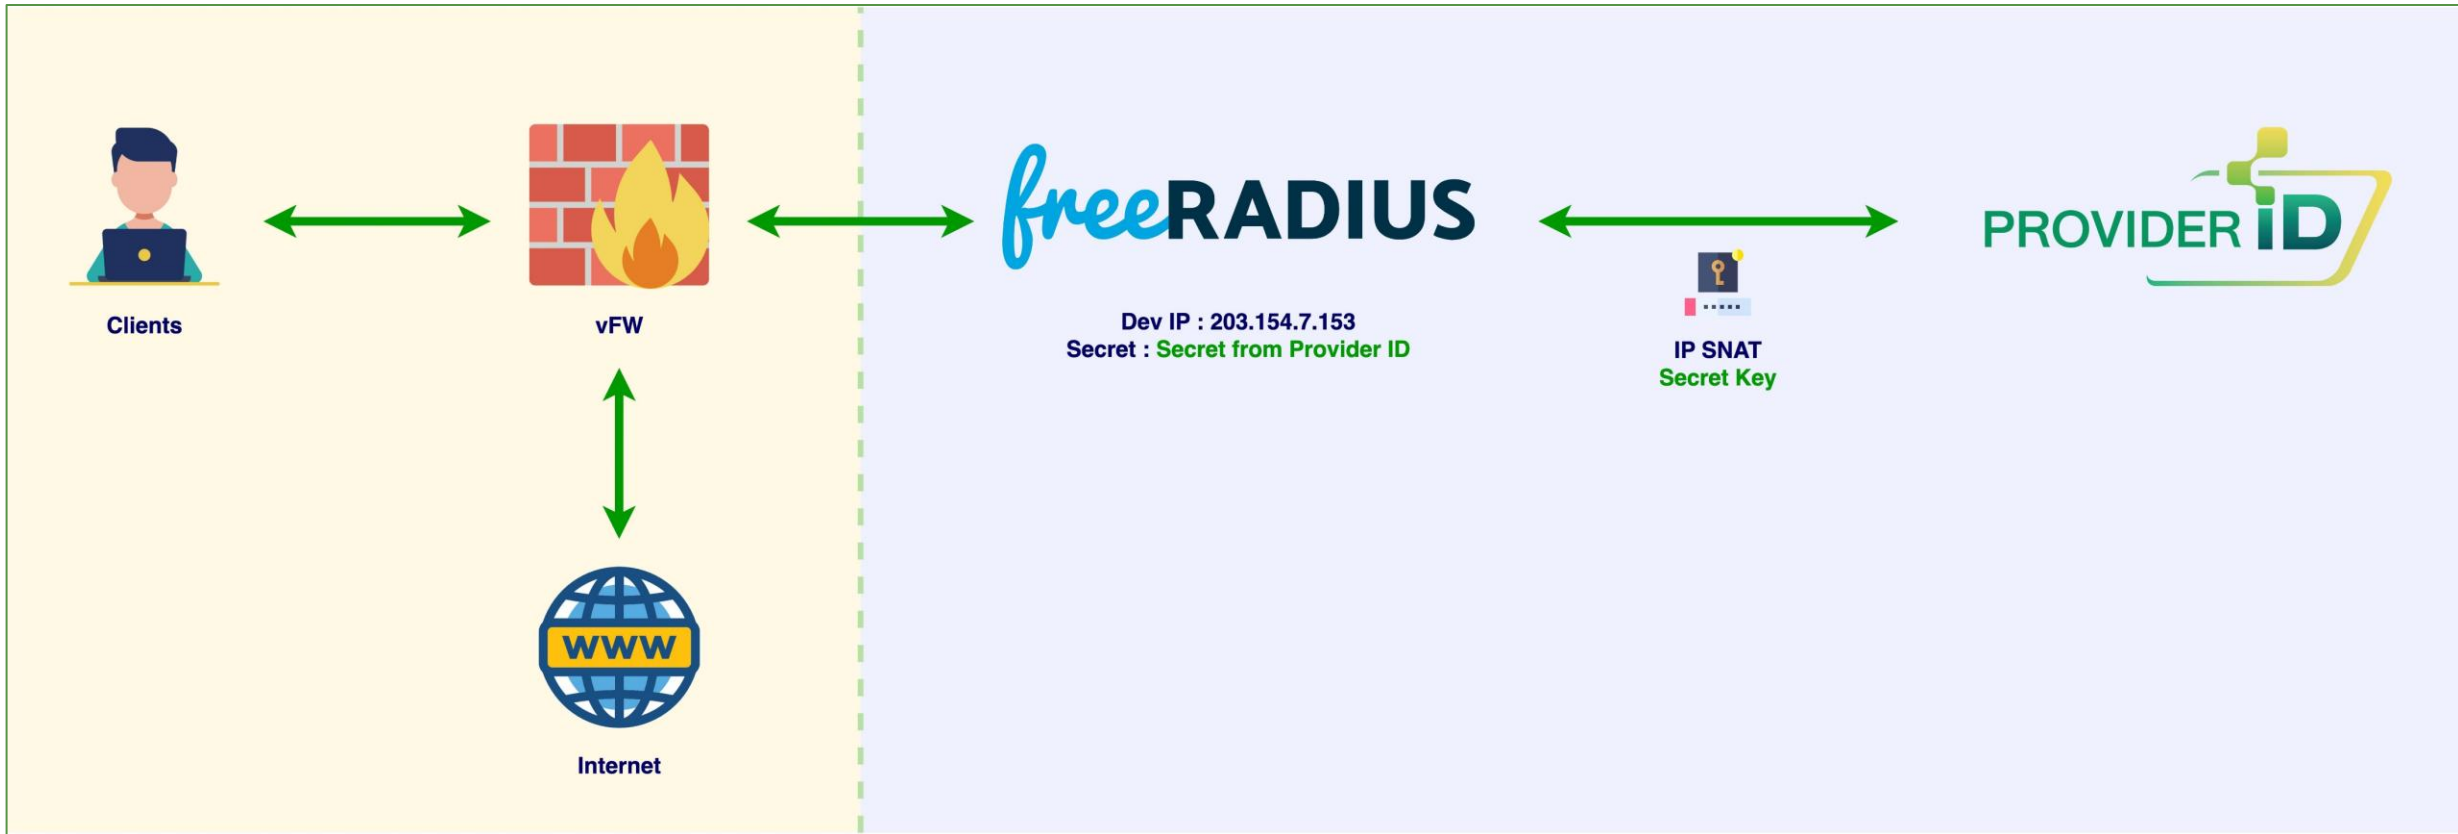 freeRADIUS
PROVIDER iD
Clients
vFW
Dev IP : 203.154.7.153
Secret : Secret from Provider ID
IP SNAT
Secret Key
WWW
Internet